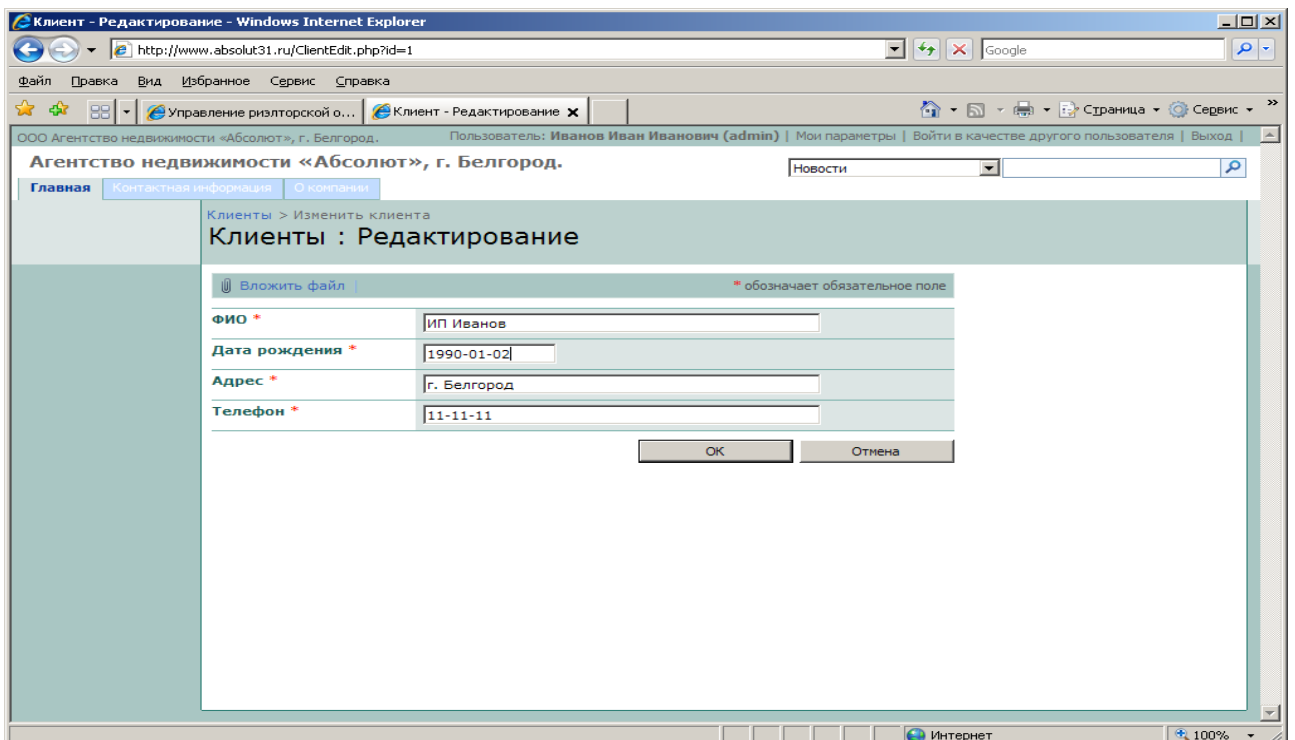 Клиент - Редактирование - Windows Internet Explorer
http://www.absolut31.ru/ClientEdit.php?id=1
Google
Файл Правка Вид Избранное Сервис Справка
Управление риэлторской о... Клиент - Редактирование Страница Сервис »
ООО Агентство недвижимости «Абсолют», г. Белгород. Пользователь: Иванов Иван Иванович (admin) | Мои параметры | Войти в качестве другого пользователя | Выход |
Агентство недвижимости «Абсолют», г. Белгород.
Новости
Главная Контактная информация О компании
Клиенты > Изменить клиента
Клиенты : Редактирование
Вложить файл | * обозначает обязательное поле
ФИО * ИП Иванов
Дата рождения * 1990-01-02
Адрес * г. Белгород
Телефон * 11-11-11
OK Отмена
Интернет 100%